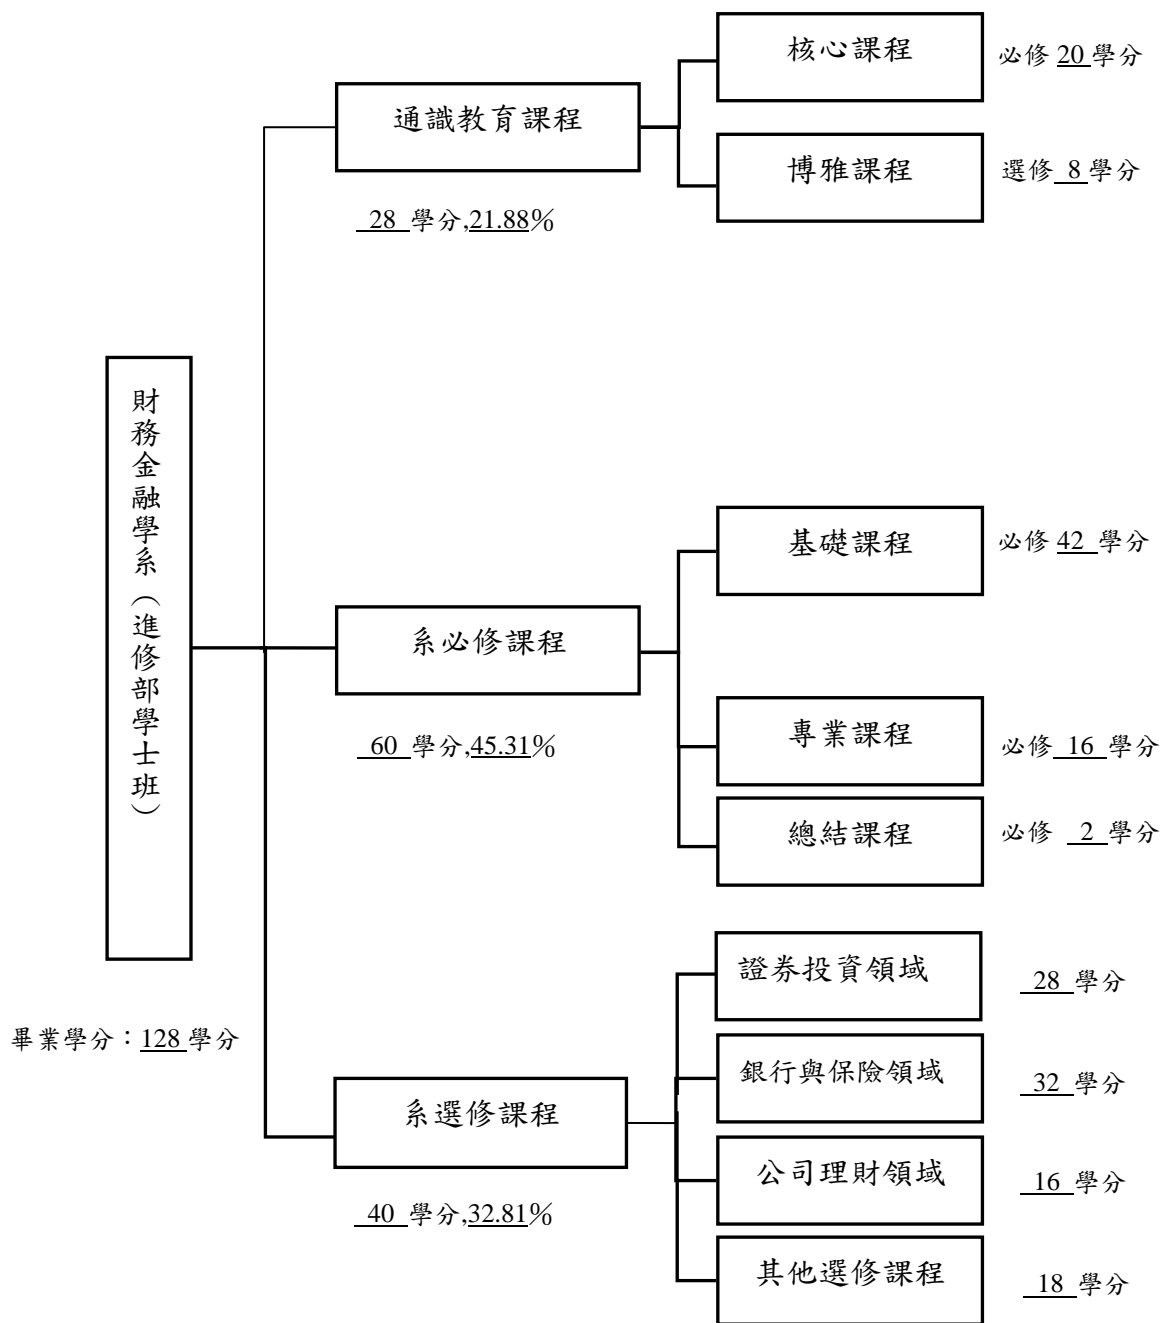 核心課程
必修 20 學分
通識教育課程
博雅課程
選修 8 學分
28 學分,21.88%
財務金融學系（進修部學士班）
基礎課程
必修 42 學分
系必修課程
專業課程
必修 16 學分
60 學分,45.31%
總結課程
必修 2 學分
證券投資領域
28 學分
畢業學分：128 學分
銀行與保險領域
32 學分
系選修課程
公司理財領域
16 學分
40 學分,32.81%
其他選修課程
18 學分